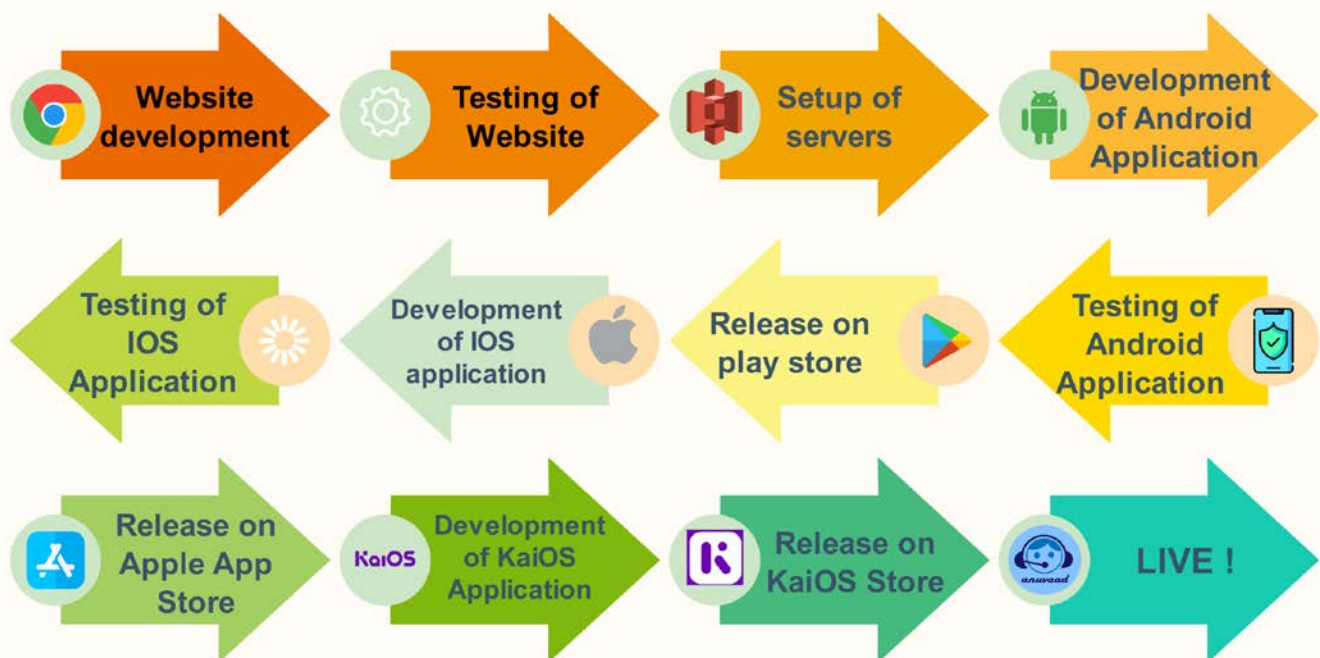 Website
development
Testing of
Website
Setup of
servers
Development
of Android
Application
Testing of
Android
Application
Release on
play store
Development
of IOS
application
Testing of
IOS
Application
Release on
Apple App
Store
KaiOS
Development
of KaiOS
Application
K
Release on
KaiOS Store
anuvaad
LIVE !